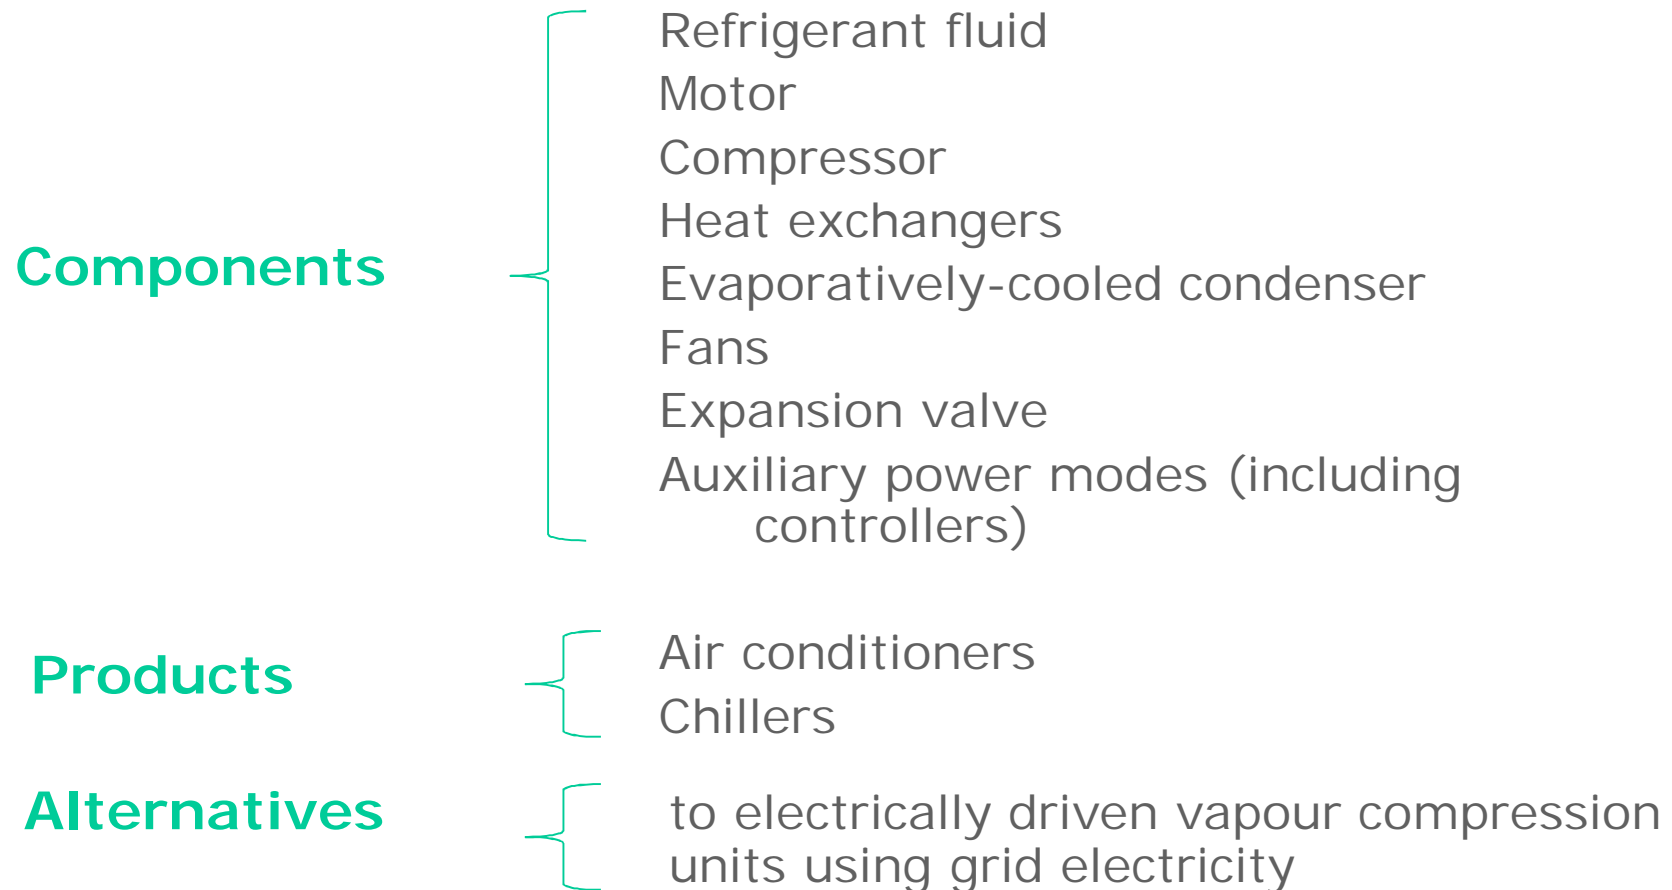 Refrigerant fluid
Motor
Compressor
Heat exchangers
Components
Evaporatively-cooled condenser
Fans
Expansion valve
Auxiliary power modes (including
controllers)
Products
Air conditioners
Chillers
Alternatives
to electrically driven vapour compression
units using grid electricity